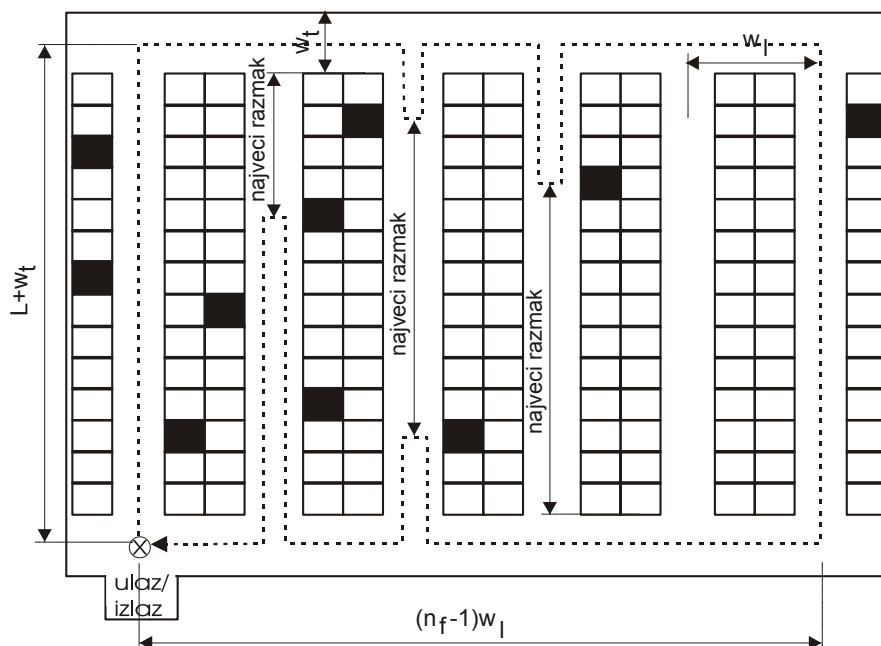 w_t
w_l
najveci razmak
najveci razmak
najveci razmak
L+w_t
ulaz/
izlaz
(n_f-1)w_l